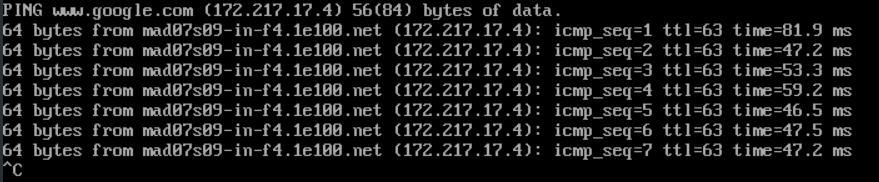 PING www.google.com (172.217.17.4) 56(84) bytes of data.
64 bytes from mad07s09-in-f4.1e100.net (172.217.17.4): icmp_seq=1 ttl=63 time=81.9 ms
64 bytes from mad07s09-in-f4.1e100.net (172.217.17.4): icmp_seq=2 ttl=63 time=47.2 ms
64 bytes from mad07s09-in-f4.1e100.net (172.217.17.4): icmp_seq=3 ttl=63 time=53.3 ms
64 bytes from mad07s09-in-f4.1e100.net (172.217.17.4): icmp_seq=4 ttl=63 time=59.2 ms
64 bytes from mad07s09-in-f4.1e100.net (172.217.17.4): icmp_seq=5 ttl=63 time=46.5 ms
64 bytes from mad07s09-in-f4.1e100.net (172.217.17.4): icmp_seq=6 ttl=63 time=47.5 ms
64 bytes from mad07s09-in-f4.1e100.net (172.217.17.4): icmp_seq=7 ttl=63 time=47.2 ms
^C